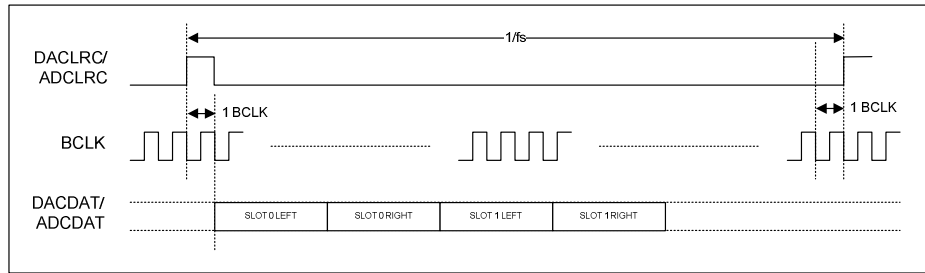 1/fs
DACLRC/
ADCLRC
1 BCLK
1 BCLK
BCLK
DACDAT/
ADCDAT
SLOT 0 LEFT
SLOT 0 RIGHT
SLOT 1 LEFT
SLOT 1 RIGHT